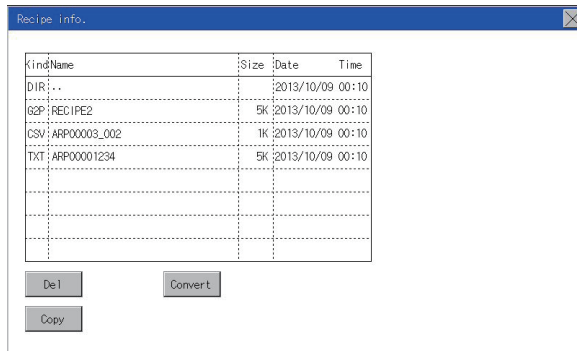 Recipe info.
Kind Name Size Date Time
DIR .. 2013/10/09 00:10
G2P RECIPE2 5K 2013/10/09 00:10
CSV ARP00003_002 1K 2013/10/09 00:10
TXT ARP00001234 5K 2013/10/09 00:10
Del Convert
Copy